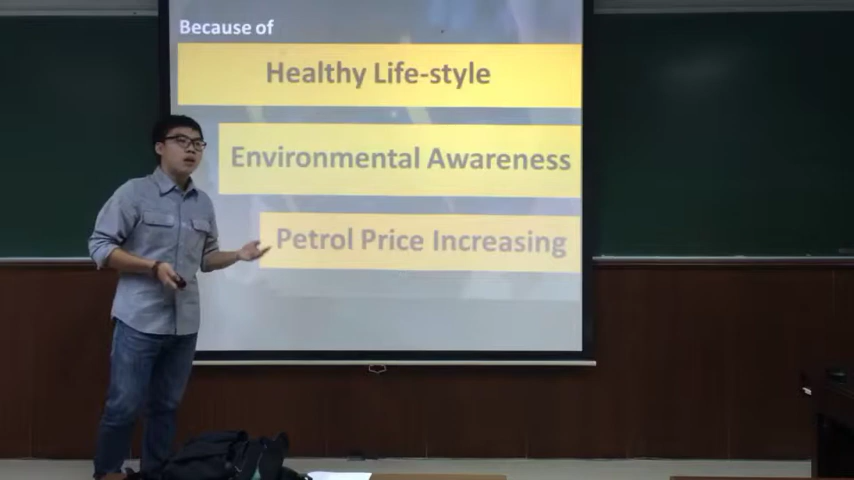 Because of
Healthy Life-style
Environmental Awareness
Petrol Price Increasing